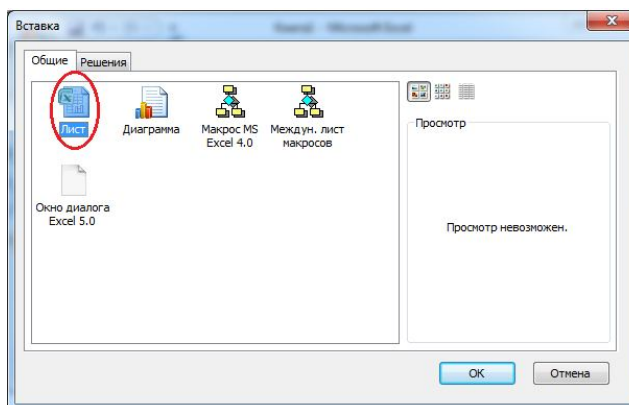 Вставка
Общие
Решения
Лист
Диаграмма
Макрос MS
Excel 4.0
Междун. лист
макросов
Окно диалога
Excel 5.0
Просмотр
Просмотр невозможен.
ОК
Отмена